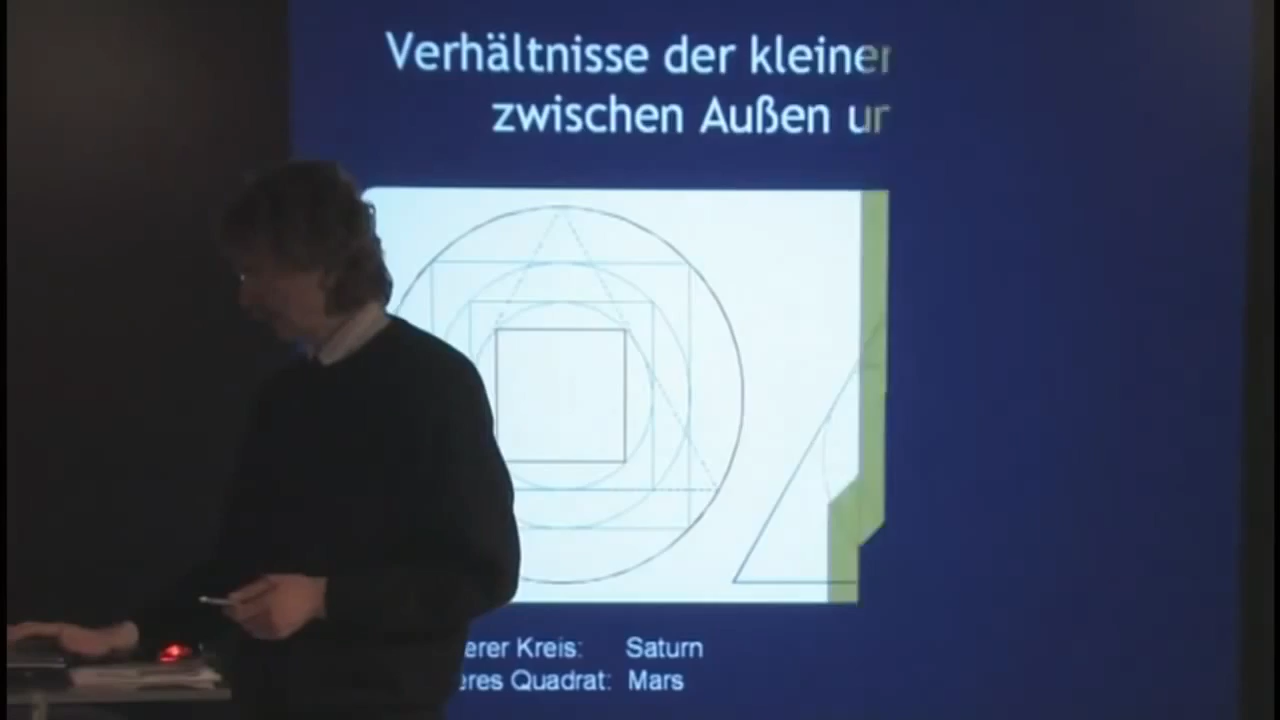 Verhältnisse der kleiner
zwischen Außen ur
erer Kreis: Saturn
eres Quadrat: Mars